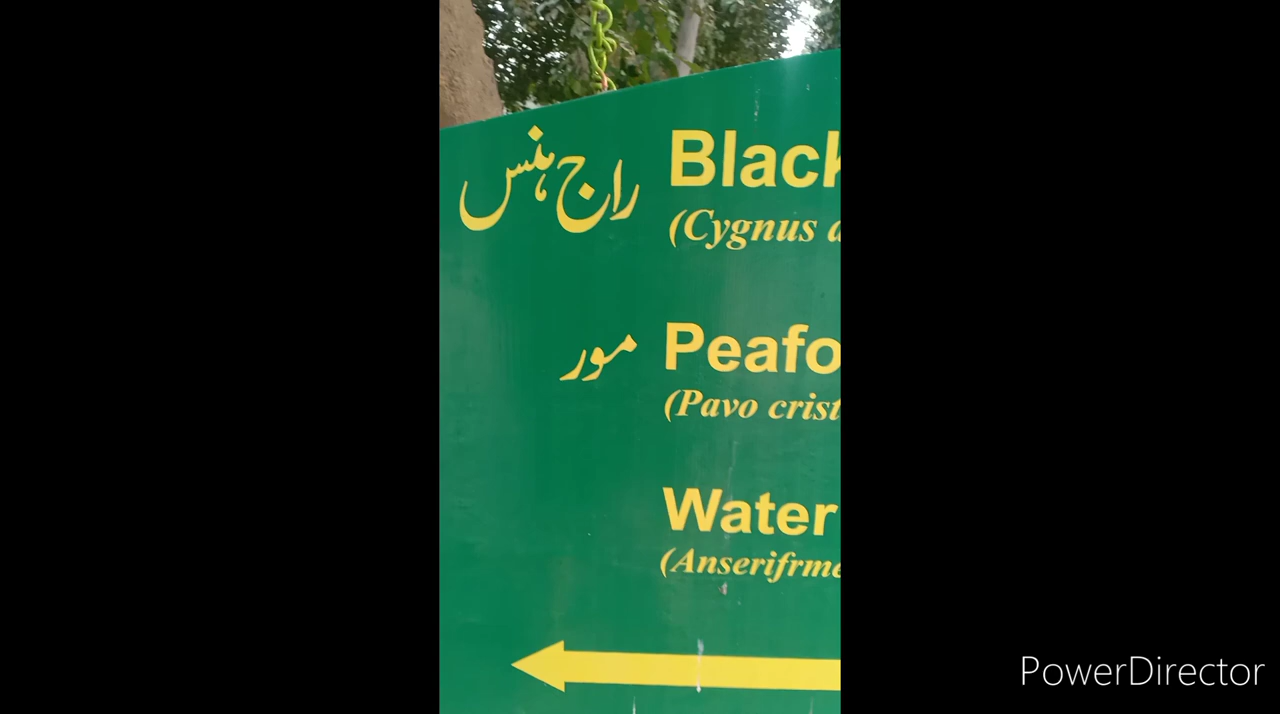 راج ہنس Black
(Cygnus a
مور Peafo
(Pavo crist
Water
(Anserifrme
PowerDirector